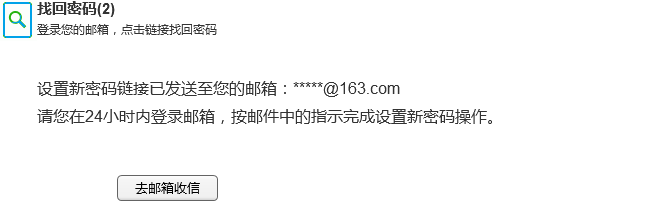 找回密码(2)
登录您的邮箱，点击链接找回密码
设置新密码链接已发送至您的邮箱：*****@163.com
请您在24小时内登录邮箱，按邮件中的指示完成设置新密码操作。
去邮箱收信